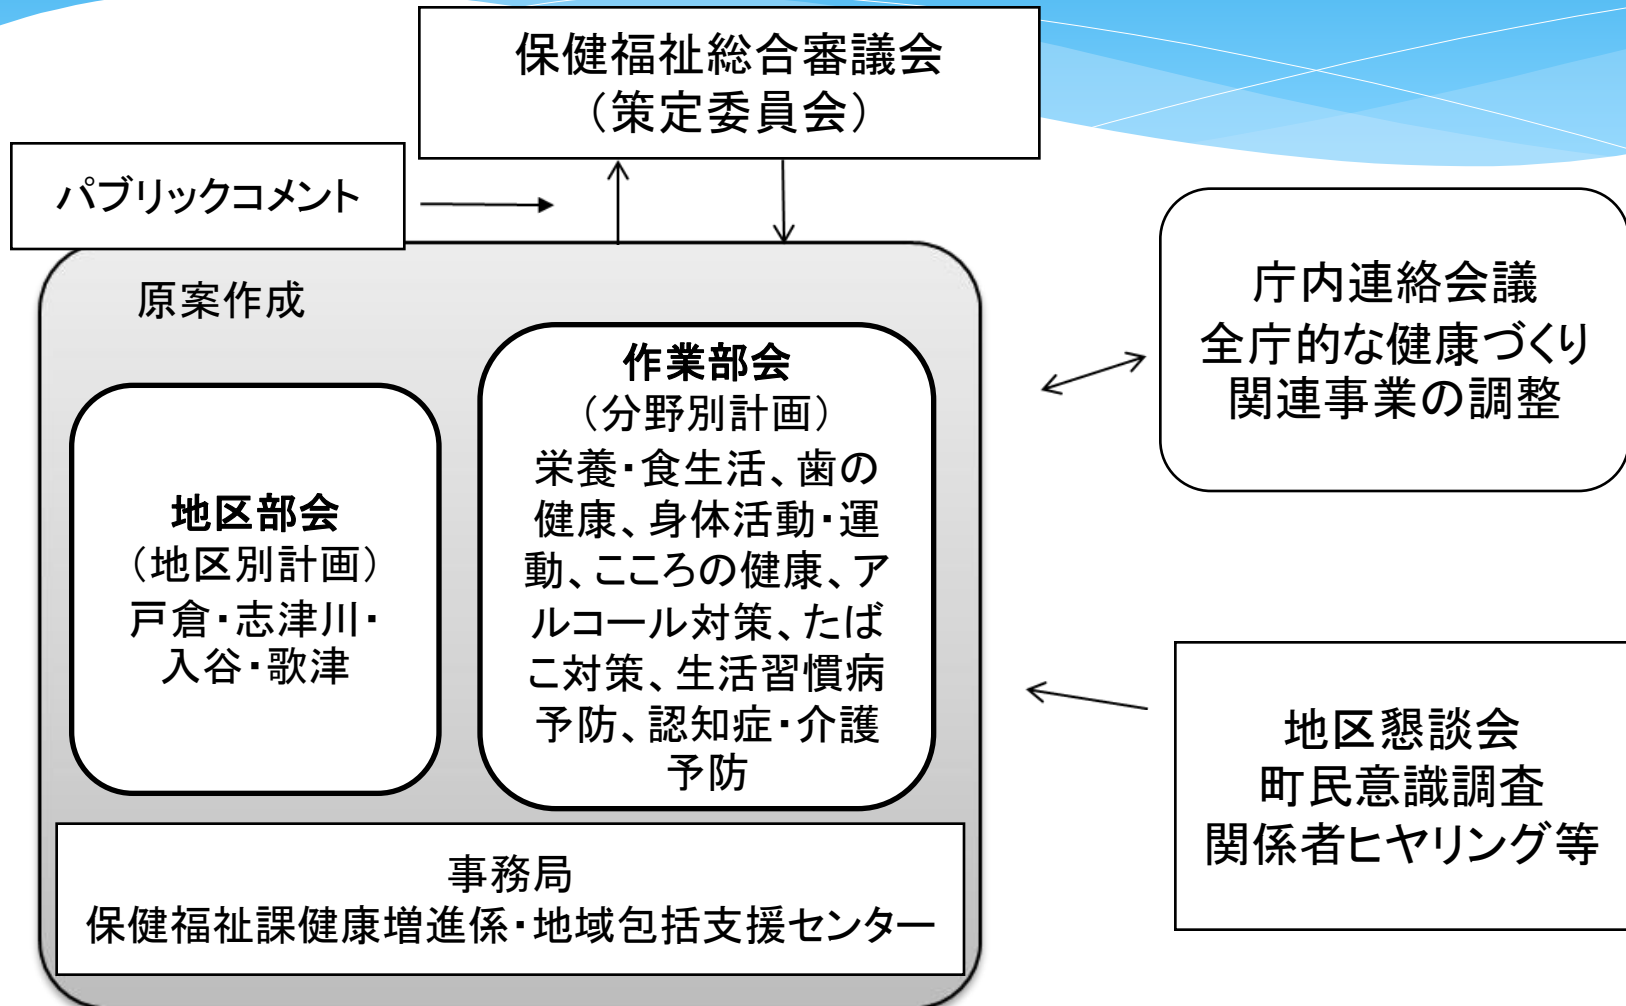 保健福祉総合審議会
（策定委員会）
パブリックコメント
原案作成
地区部会
（地区別計画）
戸倉・志津川・
入谷・歌津
作業部会
（分野別計画）
栄養・食生活、歯の
健康、身体活動・運
動、こころの健康、ア
ルコール対策、たば
こ対策、生活習慣病
予防、認知症・介護
予防
事務局
保健福祉課健康増進係・地域包括支援センター
庁内連絡会議
全庁的な健康づくり
関連事業の調整
地区懇談会
町民意識調査
関係者ヒヤリング等